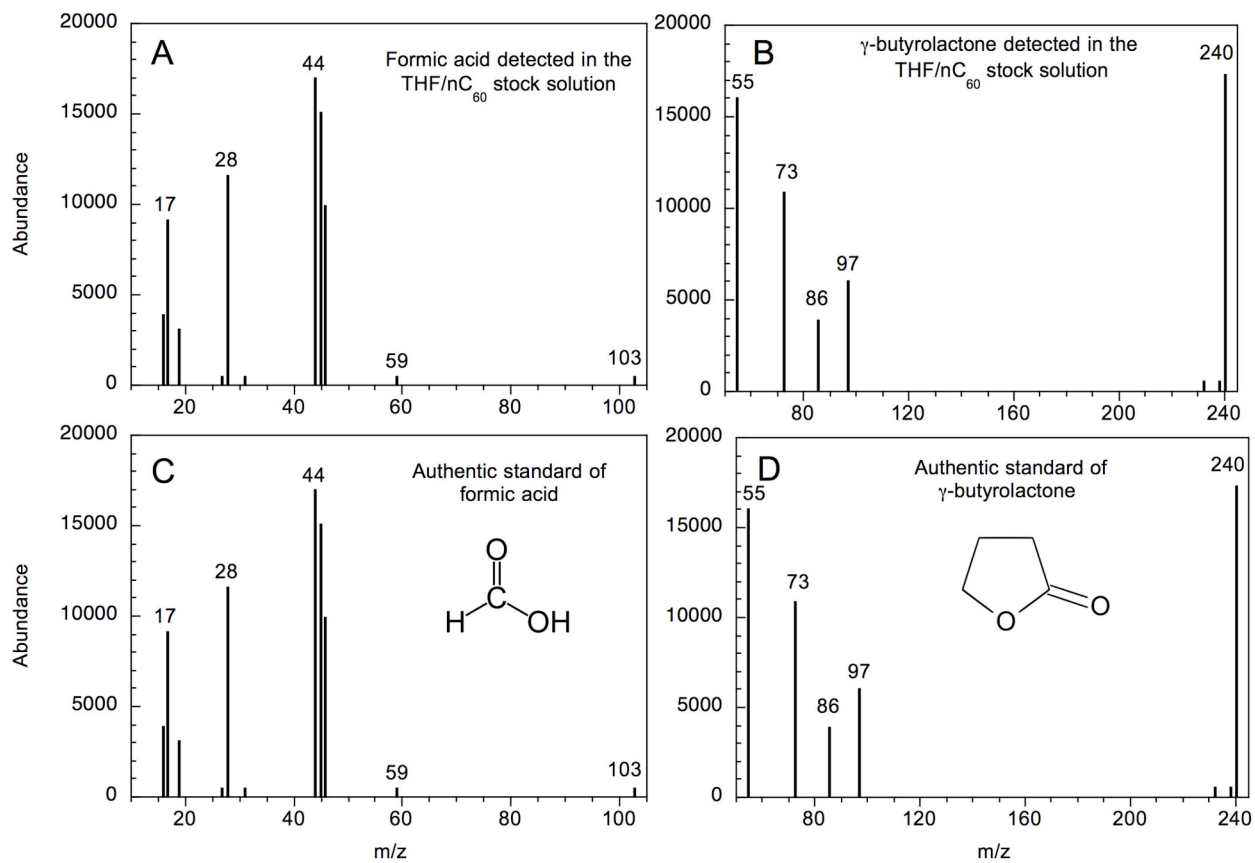 A
Formic acid detected in the
THF/nC60 stock solution
Abundance
20000
15000
10000
5000
0
17
28
44
59
103
20
40
60
80
100
B
γ-butyrolactone detected in the
THF/nC60 stock solution
20000
15000
10000
5000
0
55
73
86
97
240
80
120
160
200
240
C
Authentic standard of
formic acid
Abundance
20000
15000
10000
5000
0
17
28
44
59
103
O
H
C
OH
20
40
60
80
100
m/z
D
Authentic standard of
γ-butyrolactone
20000
15000
10000
5000
0
55
73
86
97
240
O
O
80
120
160
200
240
m/z